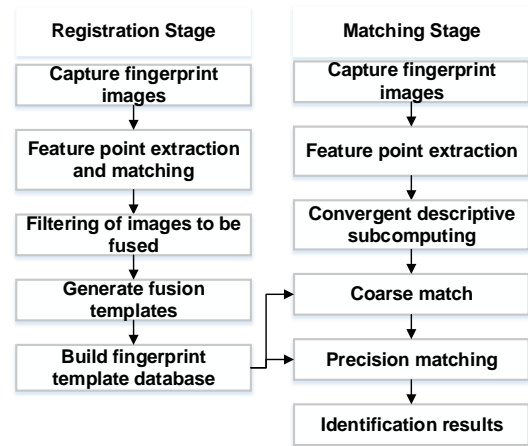 Registration Stage
Capture fingerprint
images
Feature point extraction
and matching
Filtering of images to be
fused
Generate fusion
templates
Build fingerprint
template database
Matching Stage
Capture fingerprint
images
Feature point extraction
Convergent descriptive
subcomputing
Coarse match
Precision matching
Identification results